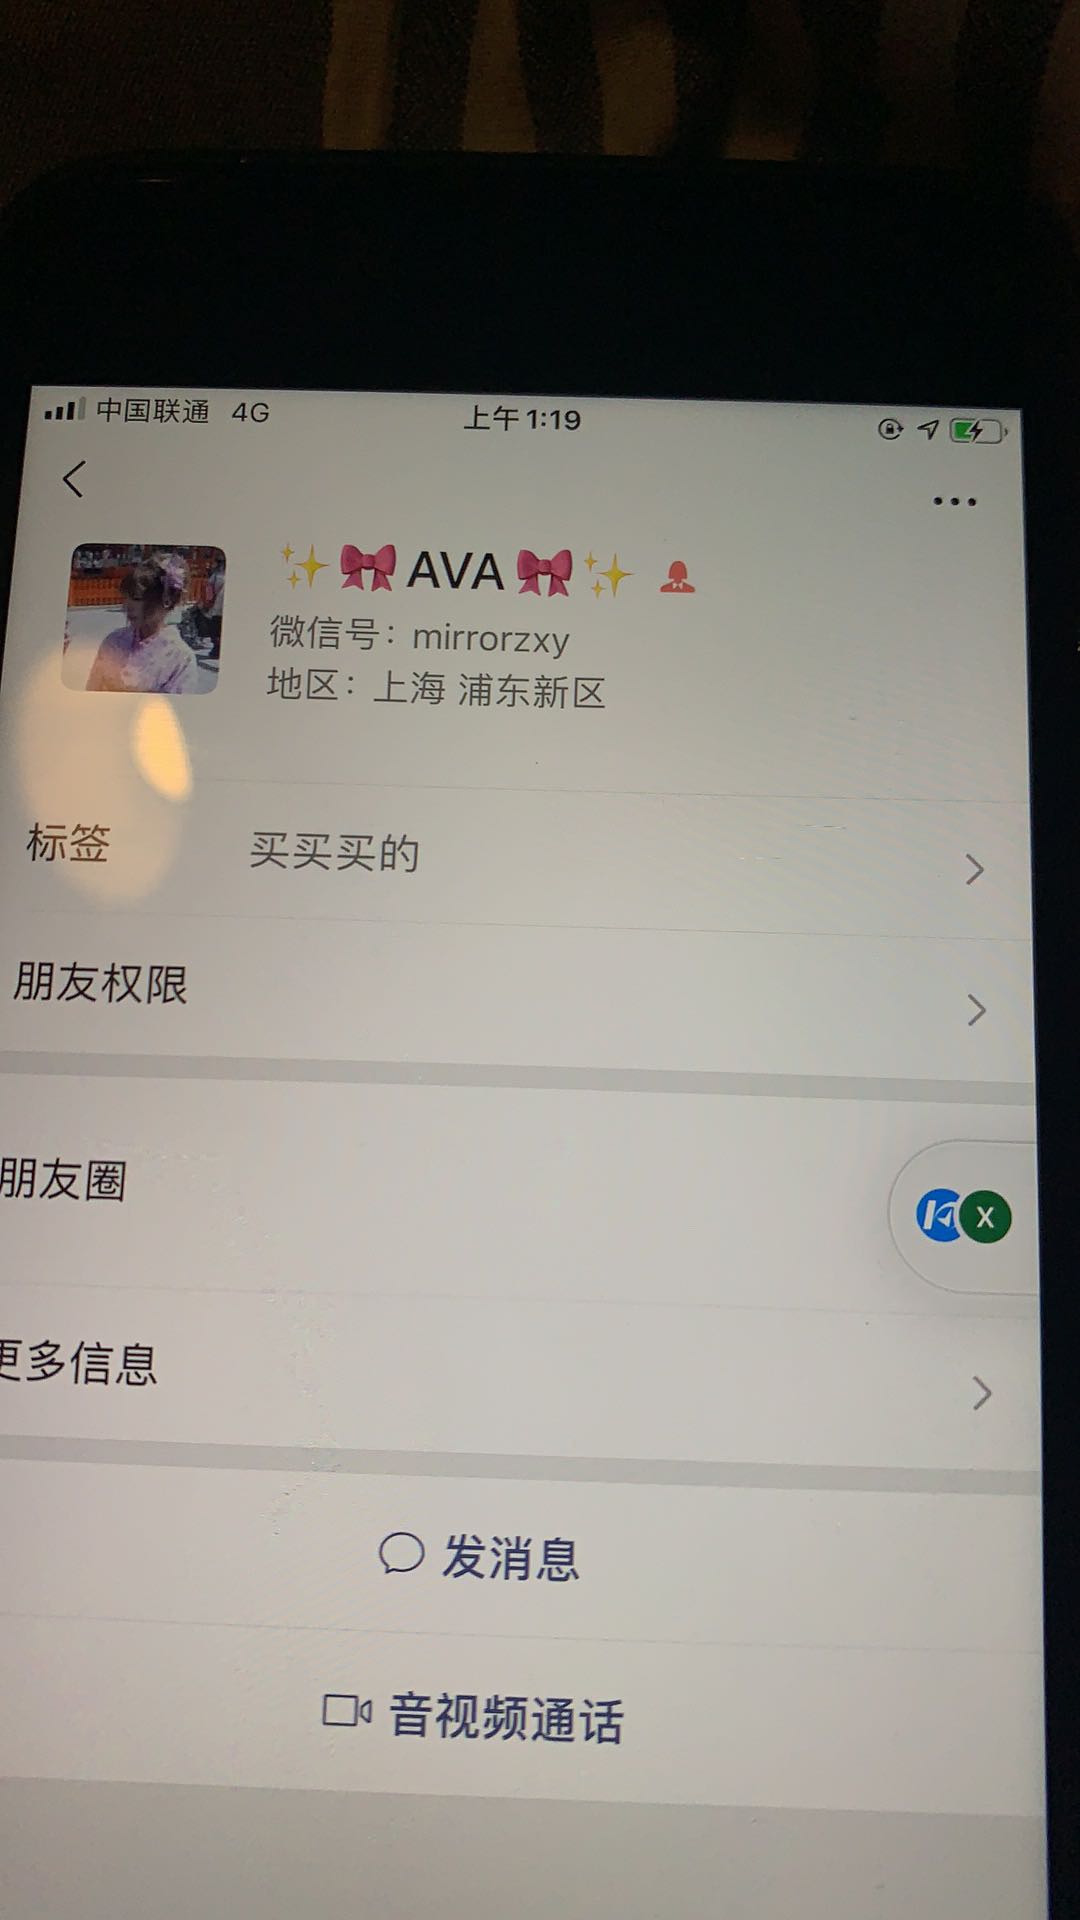 中国联通 4G 上午1:19
✨🎀AVA🎀✨
微信号：mirrorzxy
地区：上海 浦东新区
标签 买买买的
朋友权限
朋友圈
X
更多信息
发消息
音视频通话